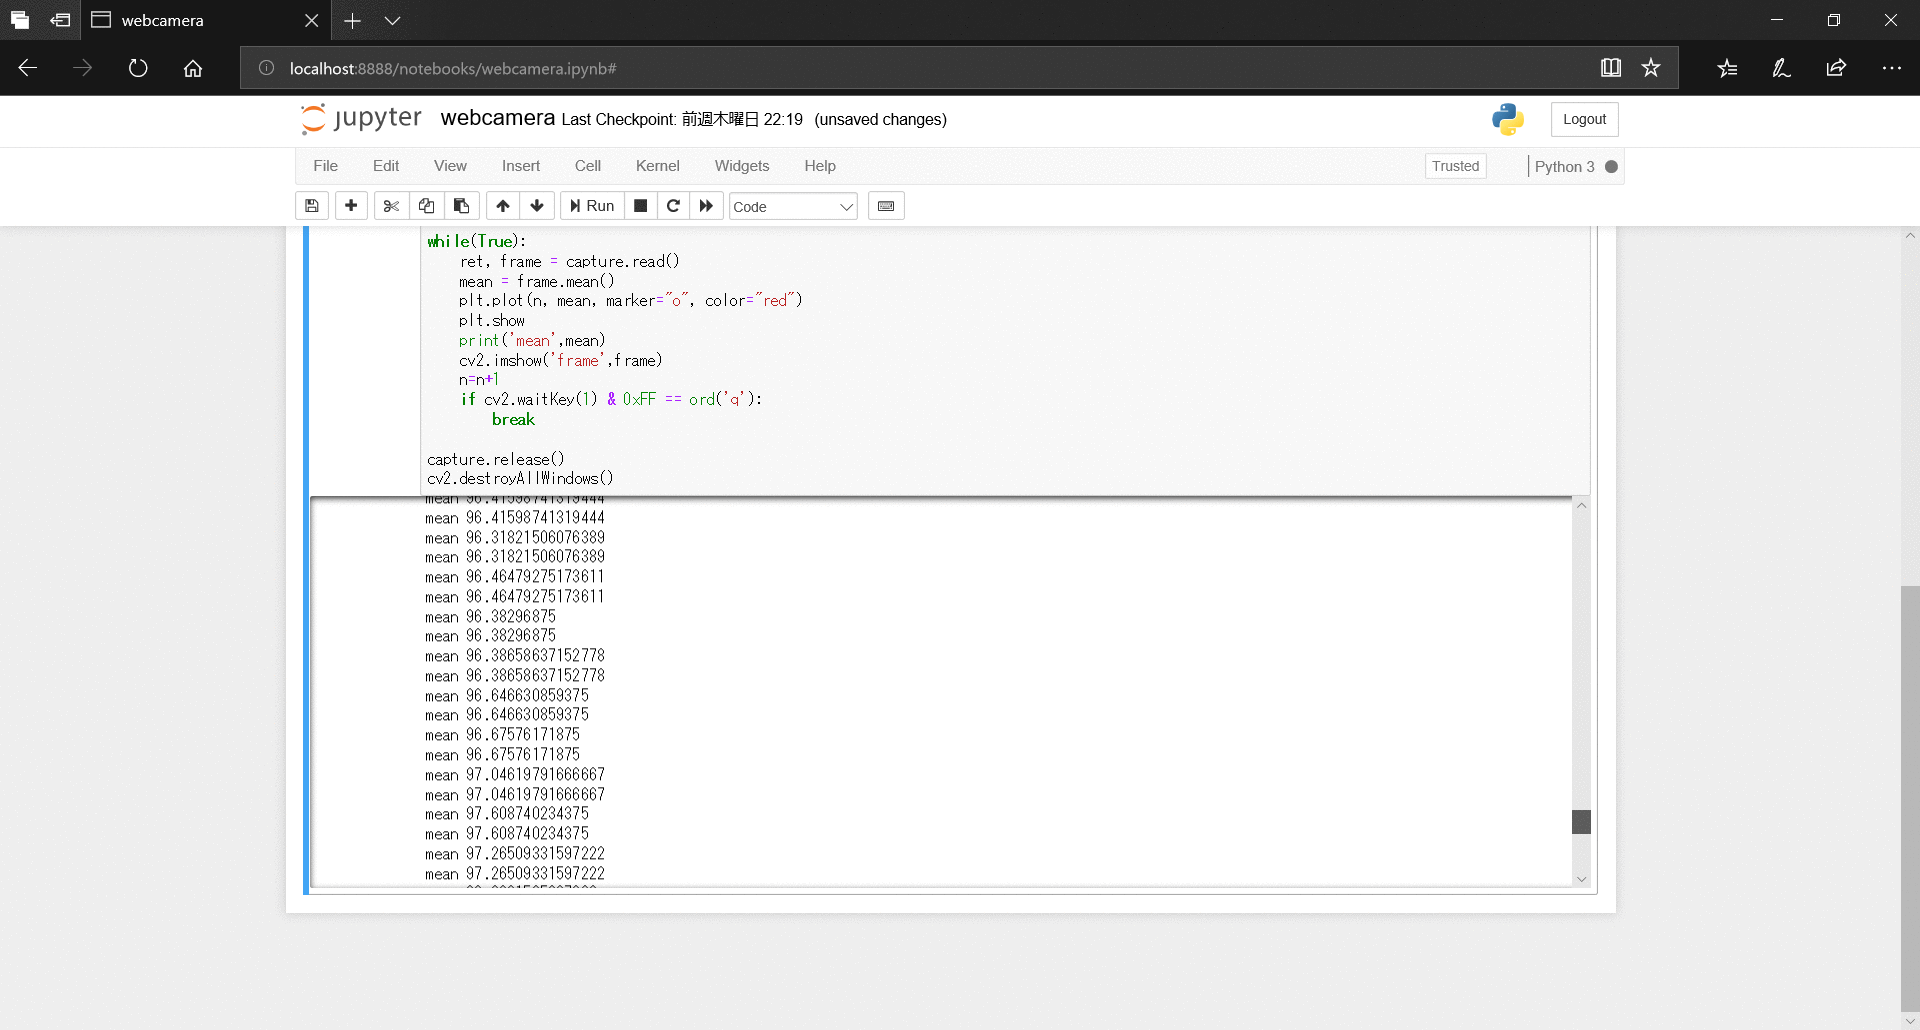 webcamera
localhost:8888/notebooks/webcamera.ipynb#
jupyter webcamera Last Checkpoint: 前週木曜日 22:19 (unsaved changes)
Logout
File Edit View Insert Cell Kernel Widgets Help
Trusted Python 3
Run Code
while(True):
    ret, frame = capture.read()
    mean = frame.mean()
    plt.plot(n, mean, marker="o", color="red")
    plt.show
    print('mean',mean)
    cv2.imshow('frame',frame)
    n=n+1
    if cv2.waitKey(1) & 0xFF == ord('q'):
        break
capture.release()
cv2.destroyAllWindows()
mean 96.41598741319444
mean 96.41598741319444
mean 96.31821506076389
mean 96.31821506076389
mean 96.46479275173611
mean 96.46479275173611
mean 96.38296875
mean 96.38296875
mean 96.38658637152778
mean 96.38658637152778
mean 96.646630859375
mean 96.646630859375
mean 96.67576171875
mean 96.67576171875
mean 97.04619791666667
mean 97.04619791666667
mean 97.608740234375
mean 97.608740234375
mean 97.26509331597222
mean 97.26509331597222